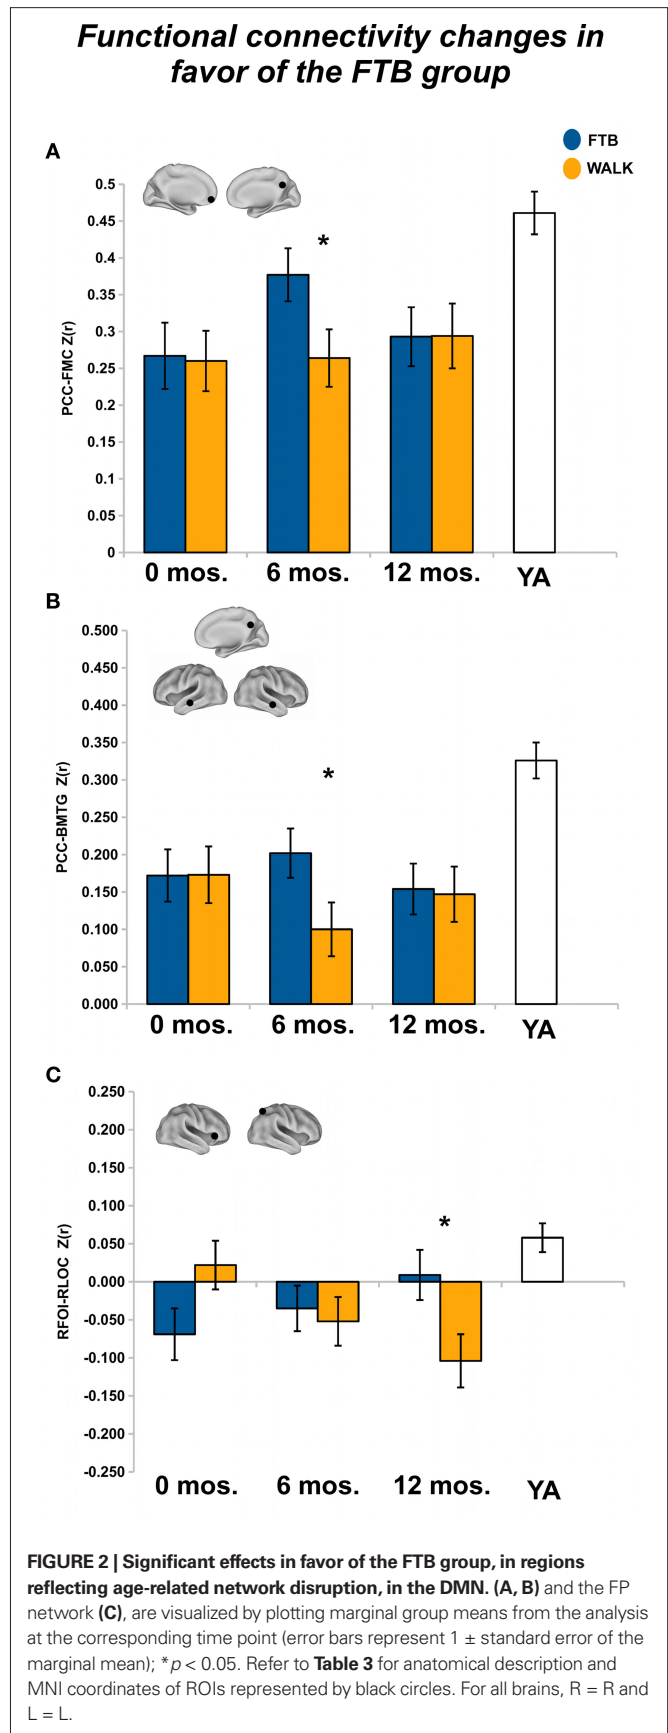 Functional connectivity changes in
favor of the FTB group
A
FTB
WALK
0.5
0.45
0.4
0.35
0.3
0.25
0.2
0.15
0.1
0.05
0
PCC-FMC Z(r)
*
0 mos.
6 mos.
12 mos.
YA
B
0.500
0.450
0.400
0.350
0.300
0.250
0.200
0.150
0.100
0.050
0.000
PCC-BMTG Z(r)
*
0 mos.
6 mos.
12 mos.
YA
C
0.250
0.200
0.150
0.100
0.050
0.000
-0.050
-0.100
-0.150
-0.200
-0.250
RFOI-RLOC Z(r)
*
0 mos.
6 mos.
12 mos.
YA
FIGURE 2 | Significant effects in favor of the FTB group, in regions
reflecting age-related network disruption, in the DMN. (A, B) and the FP
network (C), are visualized by plotting marginal group means from the analysis
at the corresponding time point (error bars represent 1 ± standard error of the
marginal mean); *p < 0.05. Refer to Table 3 for anatomical description and
MNI coordinates of ROIs represented by black circles. For all brains, R = R and
L = L.